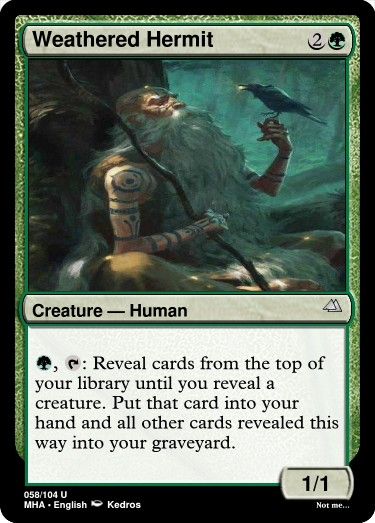 Weathered Hermit 2
Creature — Human
, : Reveal cards from the top of
your library until you reveal a
creature. Put that card into your
hand and all other cards revealed this
way into your graveyard.
1/1
058/104 U
MHA • English Kedros
Not me...